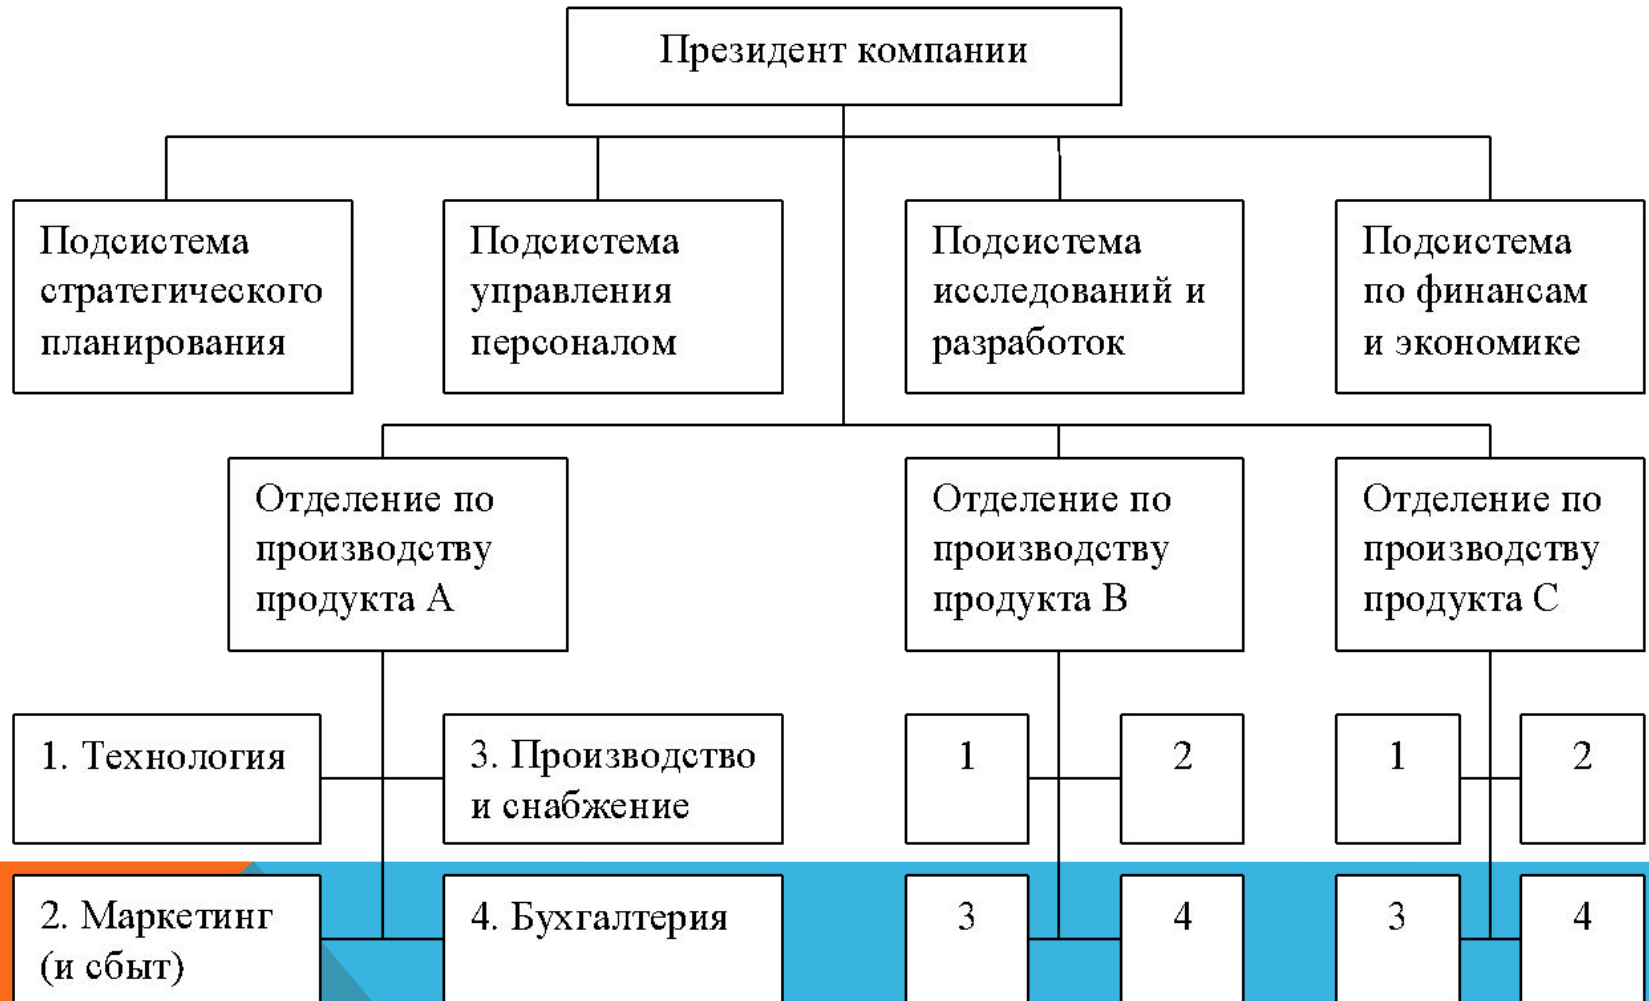 Президент компании
Подсистема
стратегического
планирования
Подсистема
управления
персоналом
Подсистема
исследований и
разработок
Подсистема
по финансам
и экономике
Отделение по
производству
продукта А
Отделение по
производству
продукта В
Отделение по
производству
продукта С
1. Технология
3. Производство
и снабжение
1
2
1
2
2. Маркетинг
(и сбыт)
4. Бухгалтерия
3
4
3
4